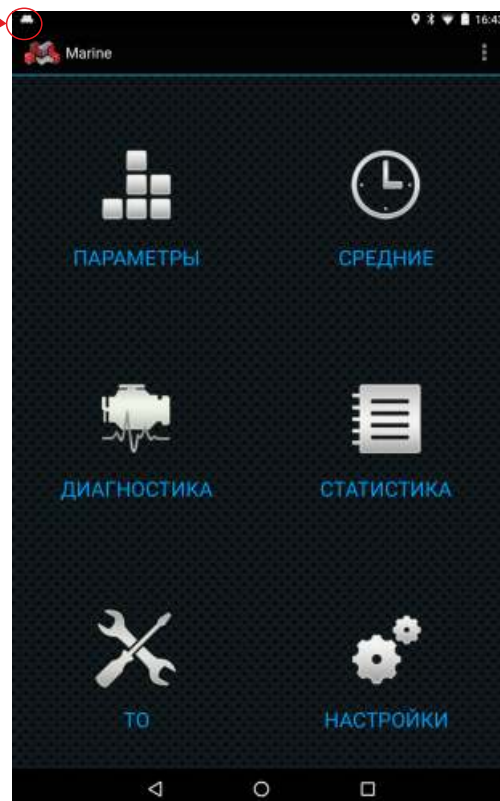 16:43
Marine
ПАРАМЕТРЫ СРЕДНИЕ
ДИАГНОСТИКА СТАТИСТИКА
ТО НАСТРОЙКИ